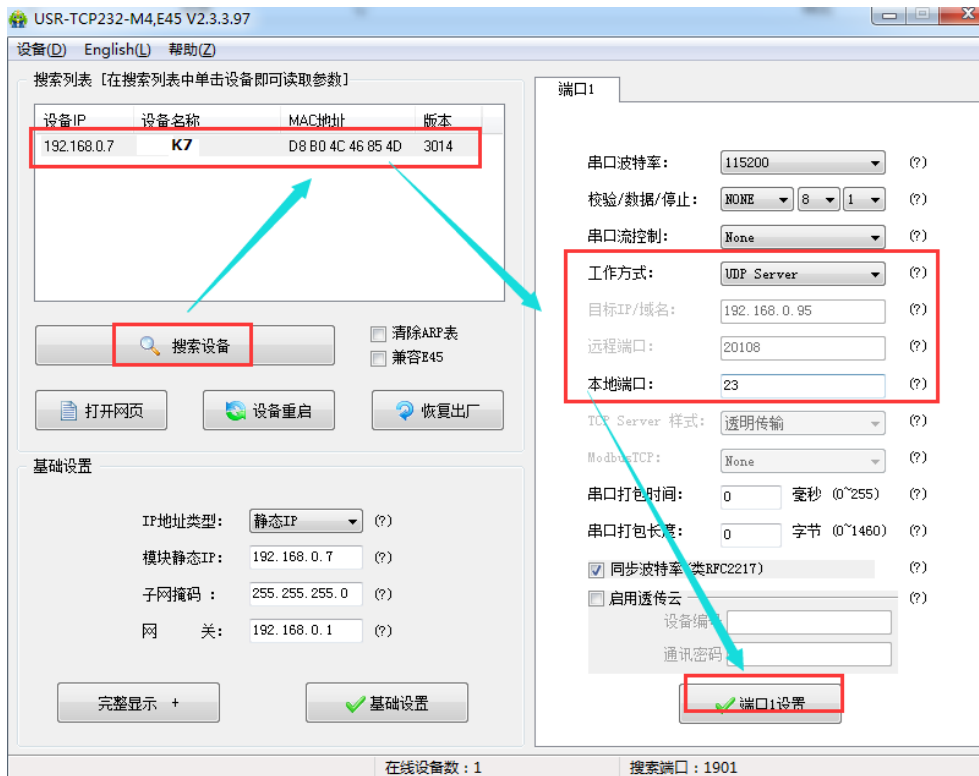 USR-TCP232-M4,E45 V2.3.3.97
设备(D) English(L) 帮助(Z)
搜索列表 [在搜索列表中单击设备即可读取参数]
设备IP 设备名称 MAC地址 版本
192.168.0.7 K7 D8 B0 4C 46 85 4D 3014
搜索设备
清除ARP表
兼容E45
打开网页
设备重启
恢复出厂
基础设置
IP地址类型: 静态IP (?)
模块静态IP: 192.168.0.7 (?)
子网掩码 : 255.255.255.0 (?)
网 关: 192.168.0.1 (?)
完整显示 +
基础设置
端口1
串口波特率: 115200 (?)
校验/数据/停止: NONE 8 1 (?)
串口流控制: None (?)
工作方式: UDP Server (?)
目标IP/域名: 192.168.0.95 (?)
远程端口: 20108 (?)
本地端口: 23 (?)
TCP Server 样式: 透明传输 (?)
ModbusTCP: None (?)
串口打包时间: 0 毫秒 (0~255) (?)
串口打包长度: 0 字节 (0~1460) (?)
同步波特率(类RFC2217) (?)
启用透传云 (?)
设备编号
通讯密码
端口1设置
在线设备数：1
搜索端口：1901